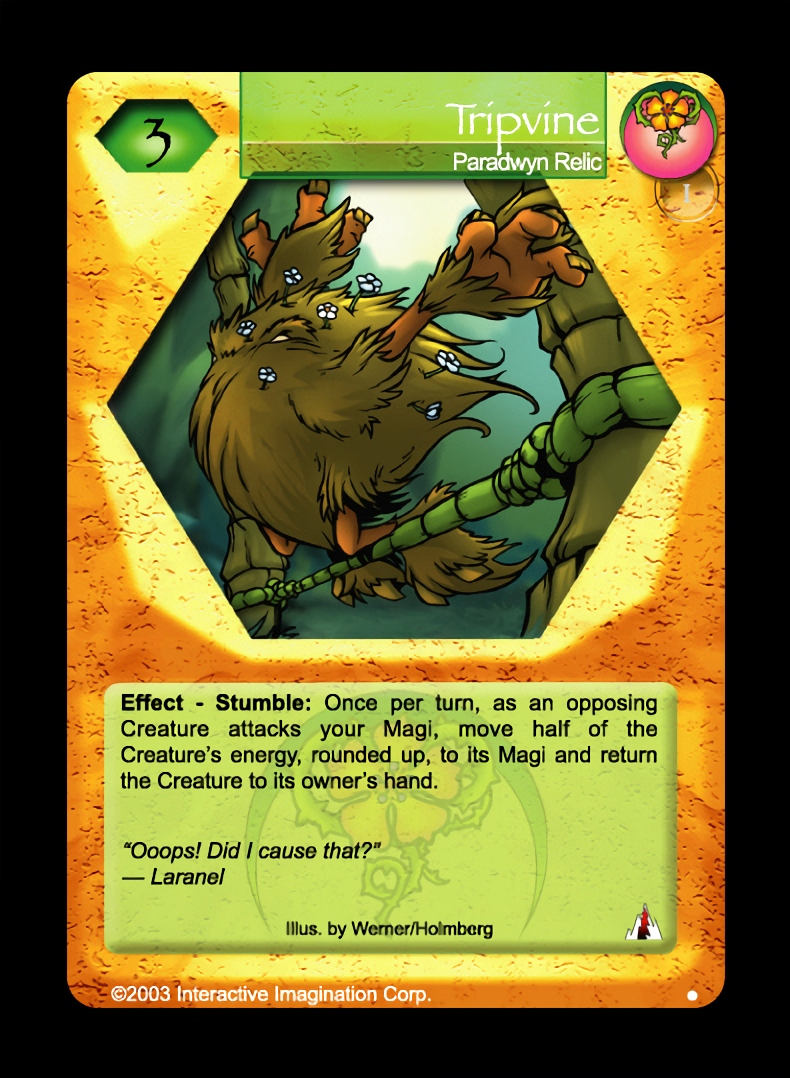 3
Tripvine
Paradwyn Relic
1
Effect - Stumble: Once per turn, as an opposing
Creature attacks your Magi, move half of the
Creature's energy, rounded up, to its Magi and return
the Creature to its owner's hand.
“Ooops! Did I cause that?”
— Laranel
Illus. by Werner/Holmberg
©2003 Interactive Imagination Corp.